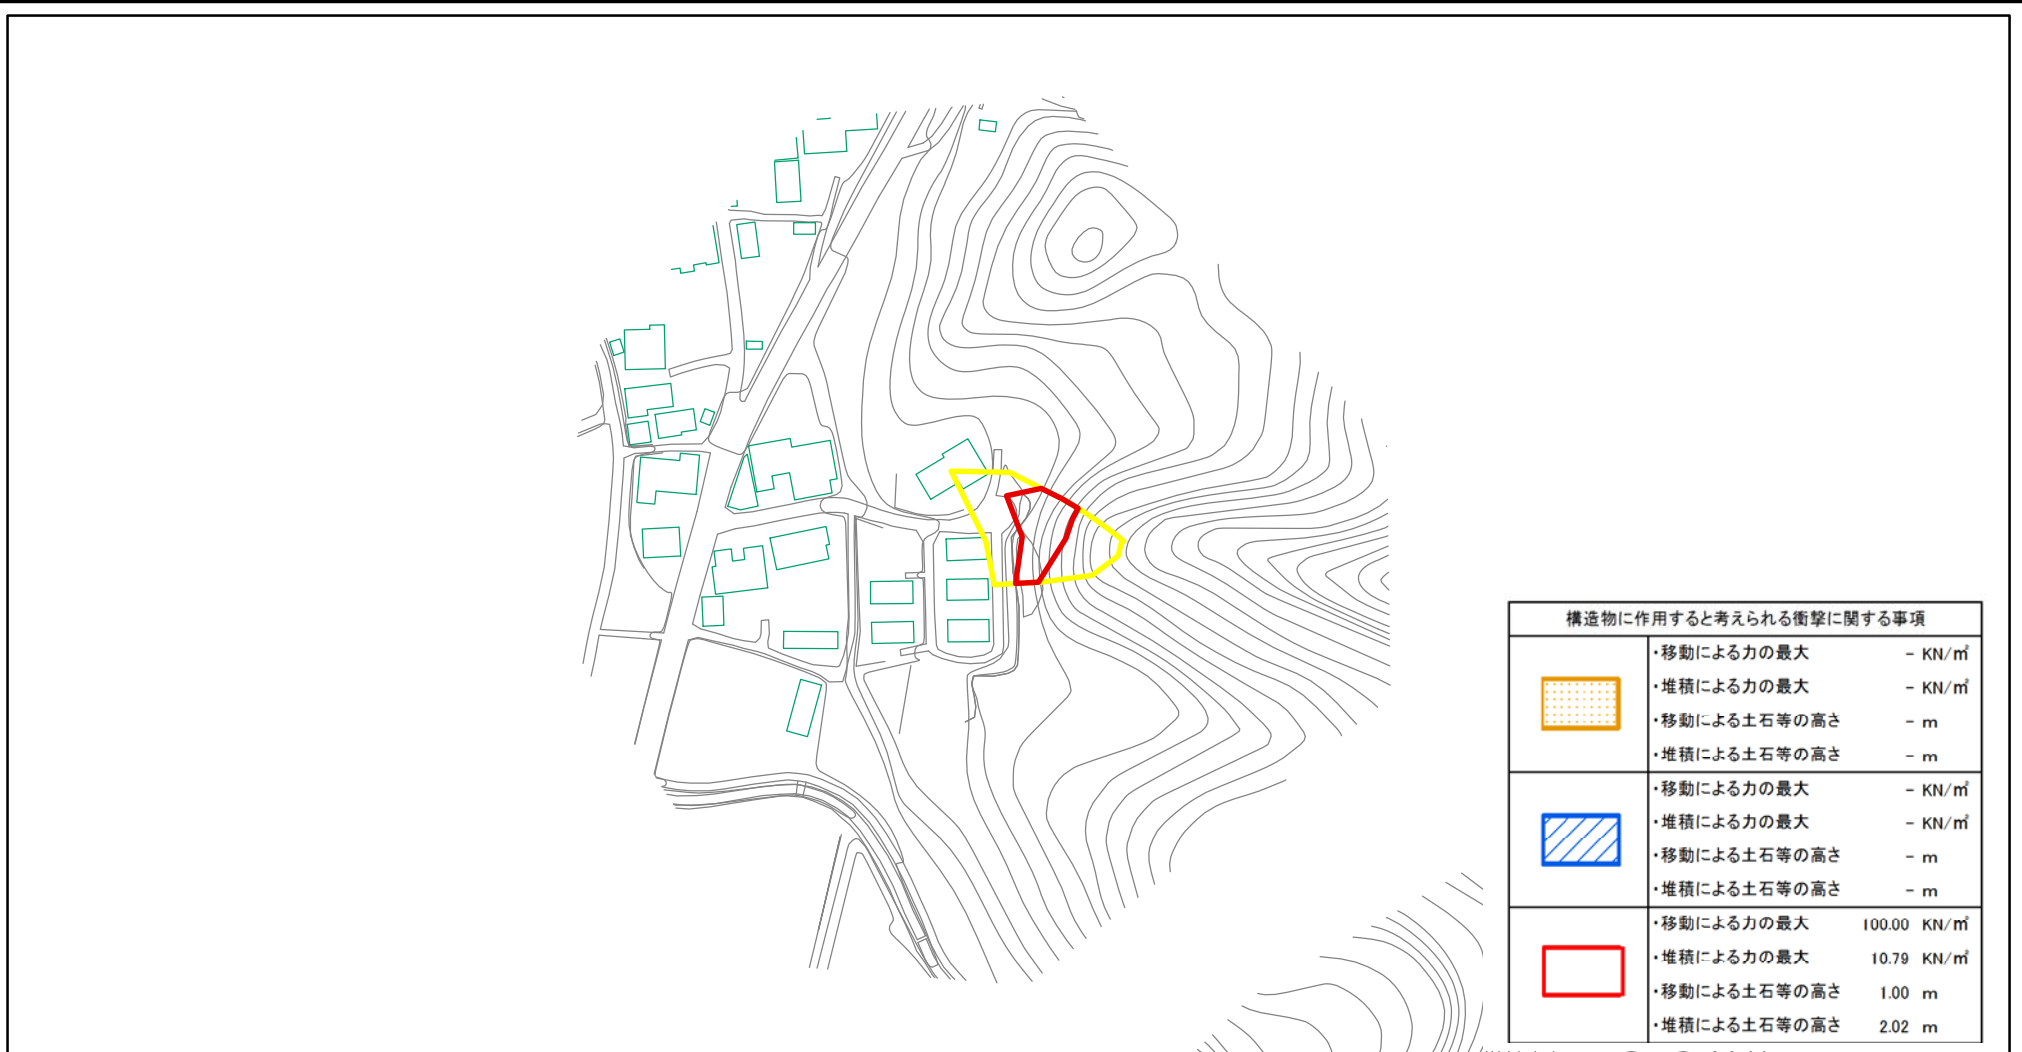 構造物に作用すると考えられる衝撃に関する事項
・移動による力の最大 - KN/㎡
・堆積による力の最大 - KN/㎡
・移動による土石等の高さ - m
・堆積による土石等の高さ - m
・移動による力の最大 - KN/㎡
・堆積による力の最大 - KN/㎡
・移動による土石等の高さ - m
・堆積による土石等の高さ - m
・移動による力の最大 100.00 KN/㎡
・堆積による力の最大 10.79 KN/㎡
・移動による土石等の高さ 1.00 m
・堆積による土石等の高さ 2.02 m